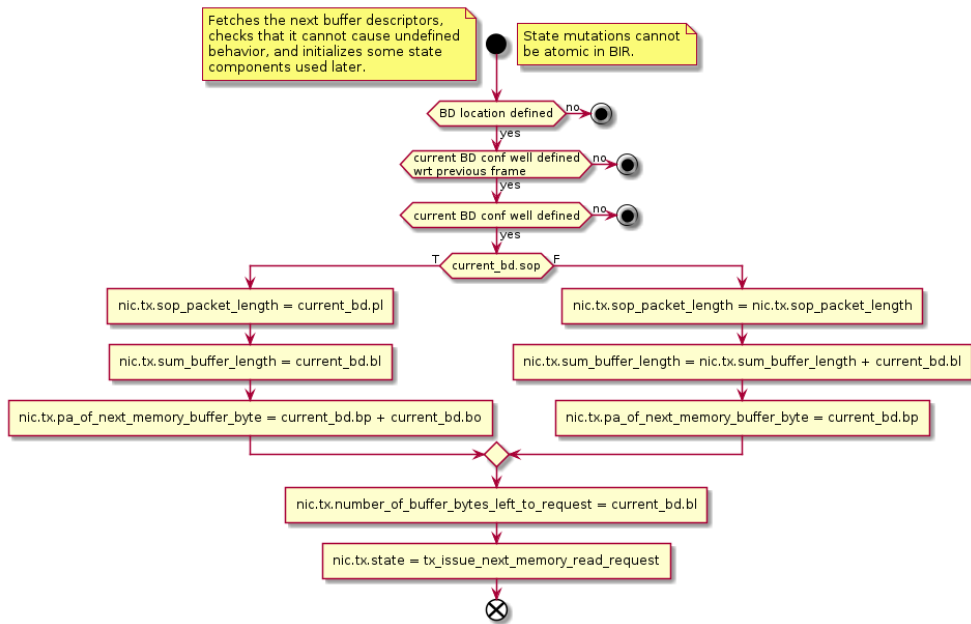 Fetches the next buffer descriptors,
checks that it cannot cause undefined
behavior, and initializes some state
components used later.
State mutations cannot
be atomic in BIR.
BD location defined
no
yes
current BD conf well defined
wrt previous frame
no
yes
current BD conf well defined
no
yes
T
current_bd.sop
F
nic.tx.sop_packet_length = current_bd.pl
nic.tx.sop_packet_length = nic.tx.sop_packet_length
nic.tx.sum_buffer_length = current_bd.bl
nic.tx.sum_buffer_length = nic.tx.sum_buffer_length + current_bd.bl
nic.tx.pa_of_next_memory_buffer_byte = current_bd.bp + current_bd.bo
nic.tx.pa_of_next_memory_buffer_byte = current_bd.bp
nic.tx.number_of_buffer_bytes_left_to_request = current_bd.bl
nic.tx.state = tx_issue_next_memory_read_request